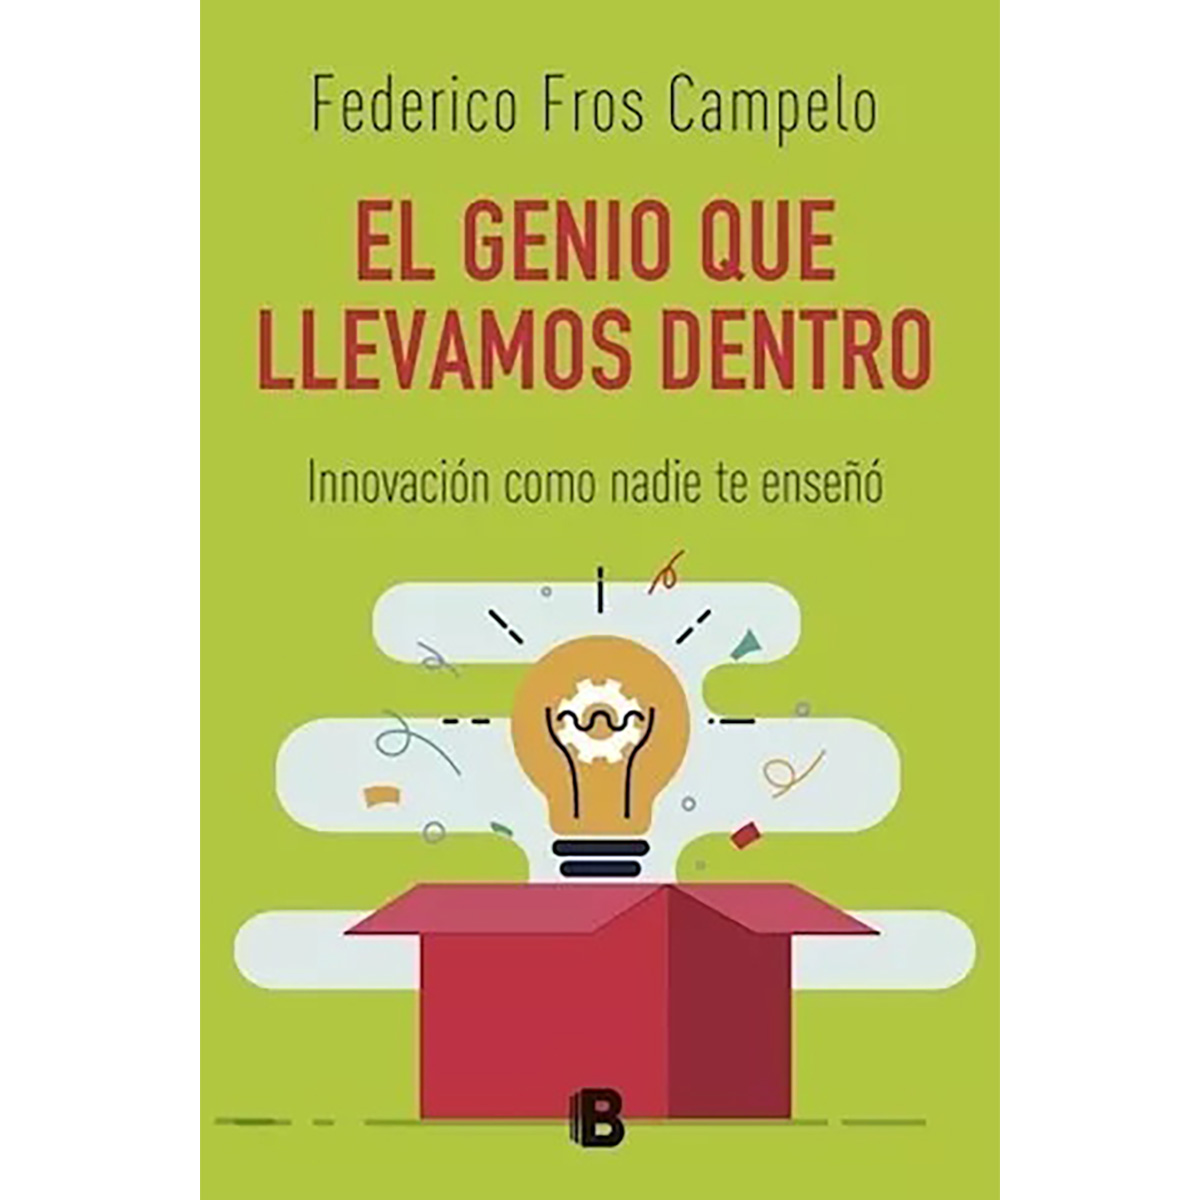 Federico Fros Campelo
EL GENIO QUE
LLEVAMOS DENTRO
Innovación como nadie te enseñó
B